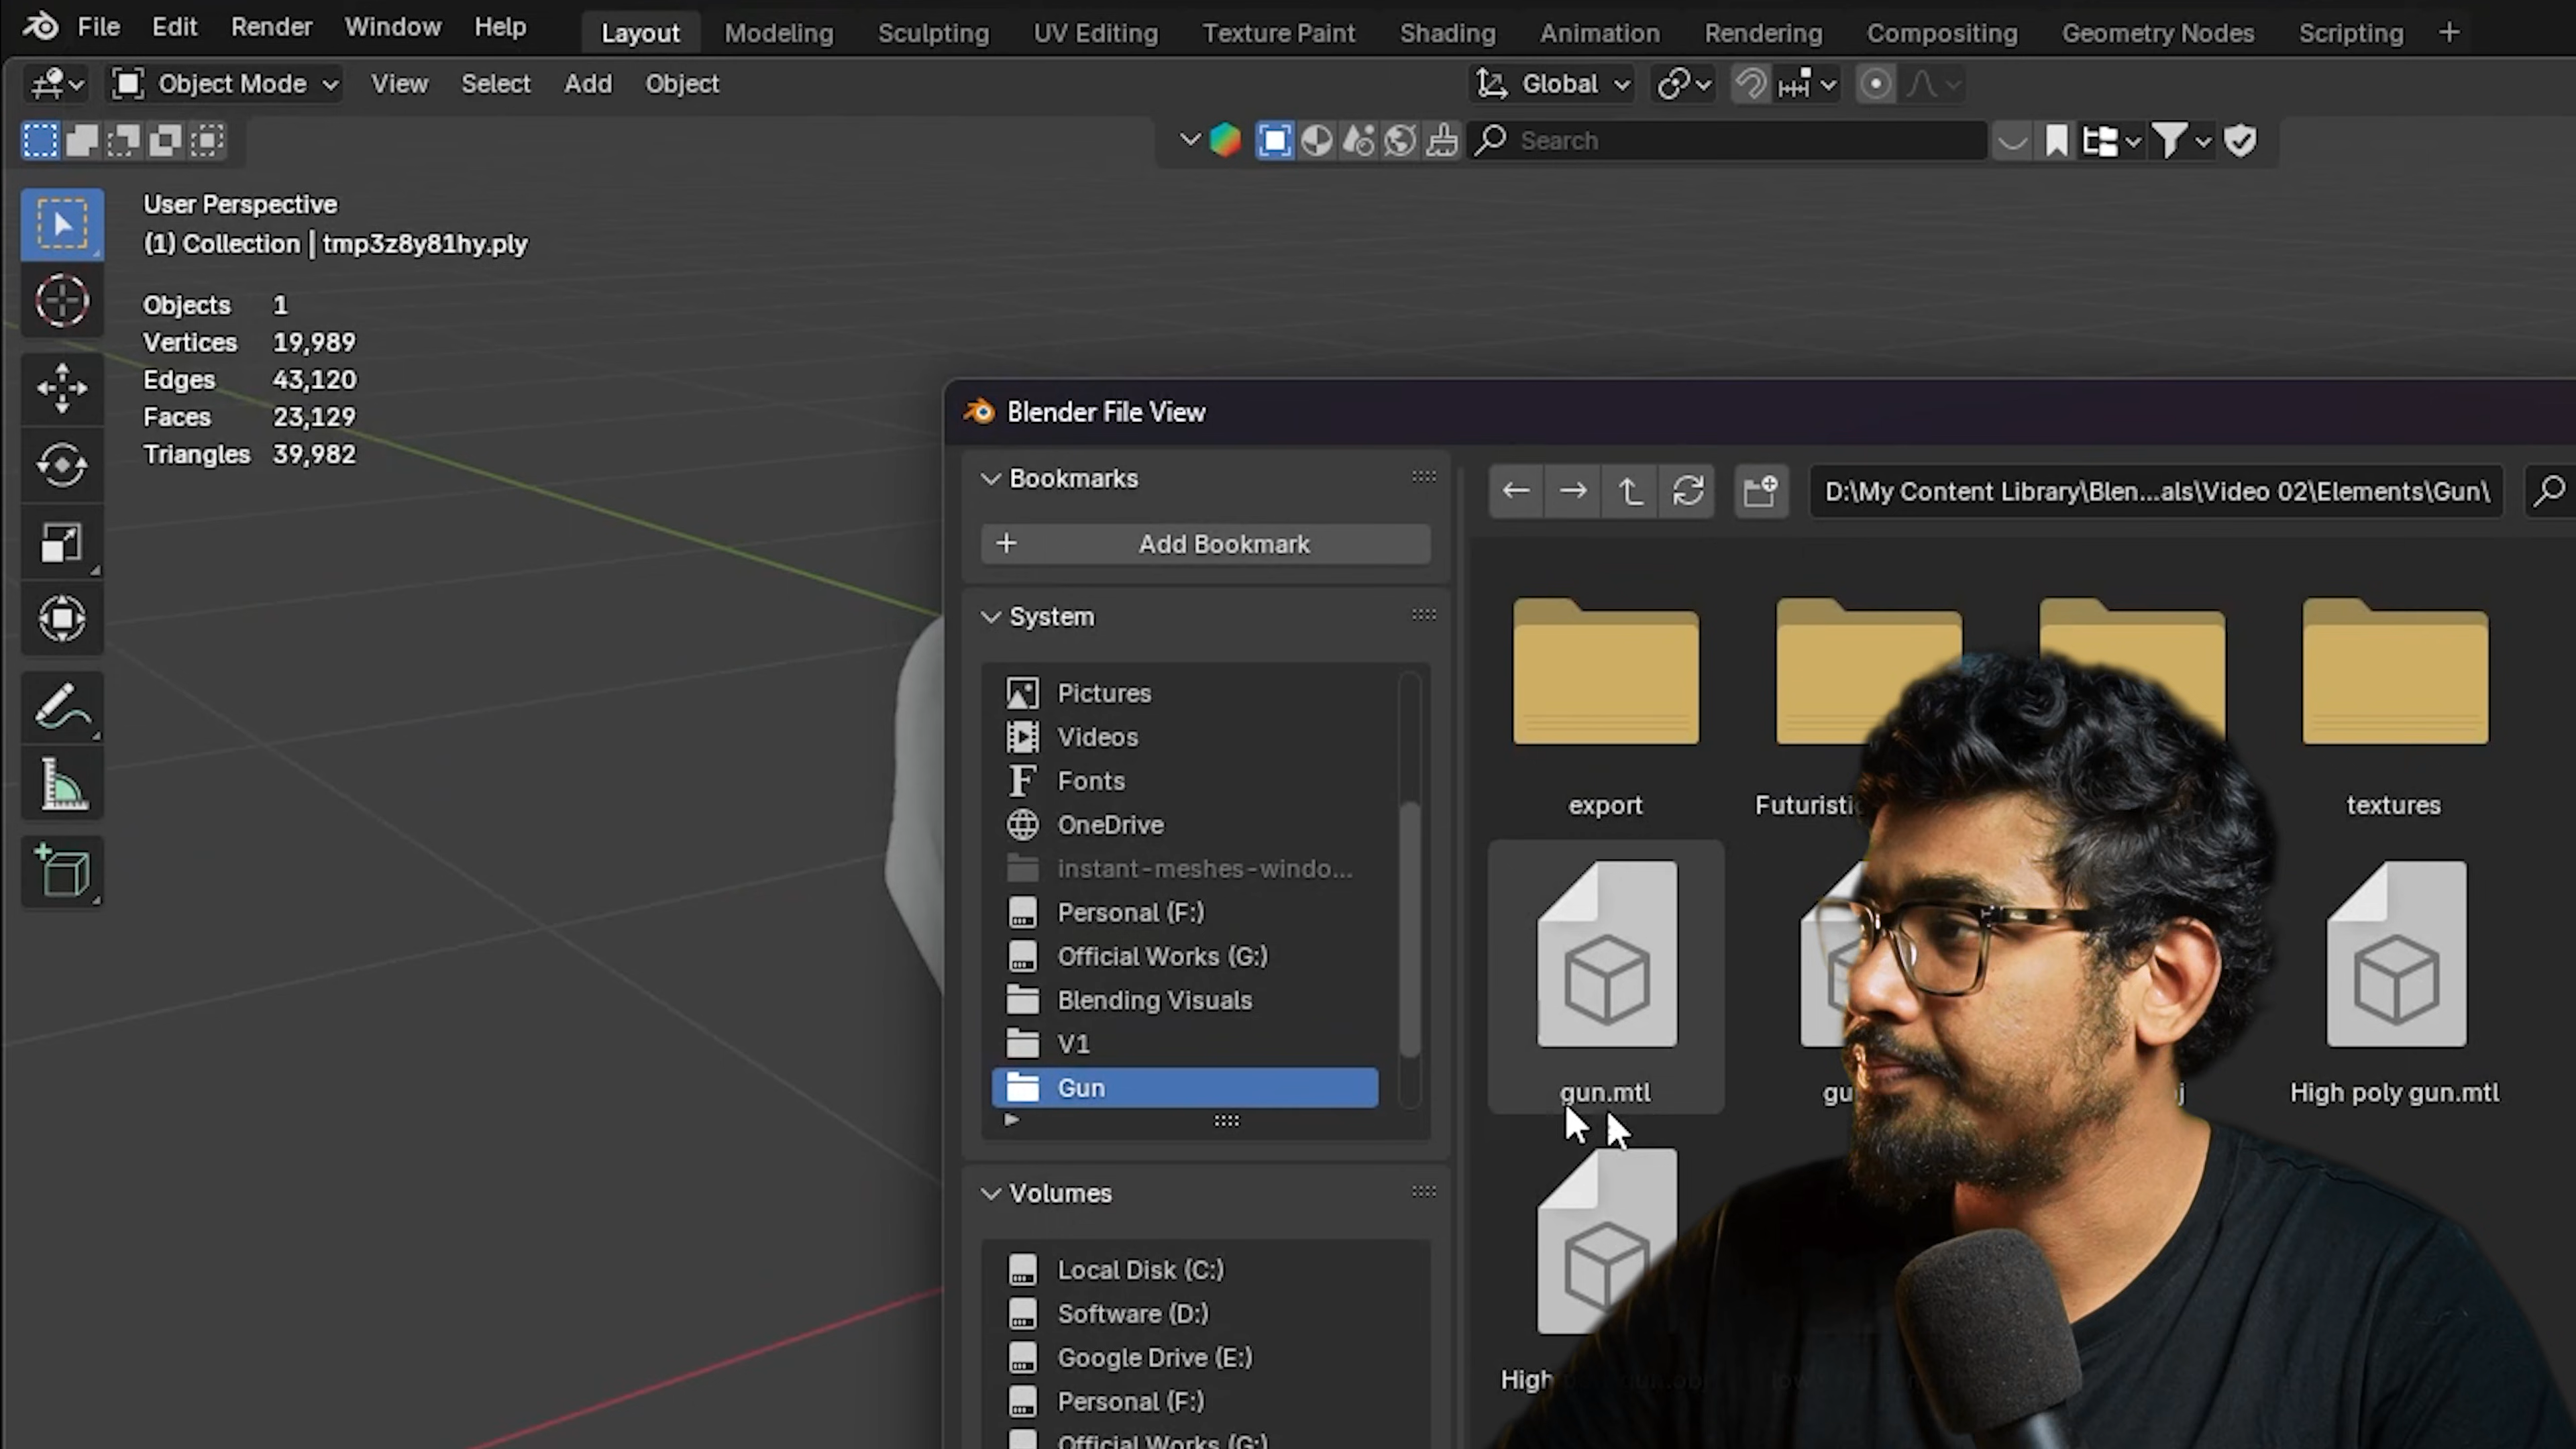 File Edit Render Window Help Layout Modeling Sculpting UV Editing Texture Paint Shading Animation Rendering Compositing Geometry Nodes Scripting +
Object Mode View Select Add Object Global
Search
User Perspective
(1) Collection | tmp3z8y81hy.ply
Objects 1
Vertices 19,989
Edges 43,120
Faces 23,129
Triangles 39,982
Blender File View
Bookmarks
D:\My Content Library\Blen...als\Video 02\Elements\Gun\
+ Add Bookmark
System
Pictures
Videos
Fonts
OneDrive
instant-meshes-windo...
Personal (F:)
Official Works (G:)
Blending Visuals
V1
Gun
export
textures
gun.mtl
High poly gun.mtl
High
Volumes
Local Disk (C:)
Software (D:)
Google Drive (E:)
Personal (F:)
Official Works (G:)